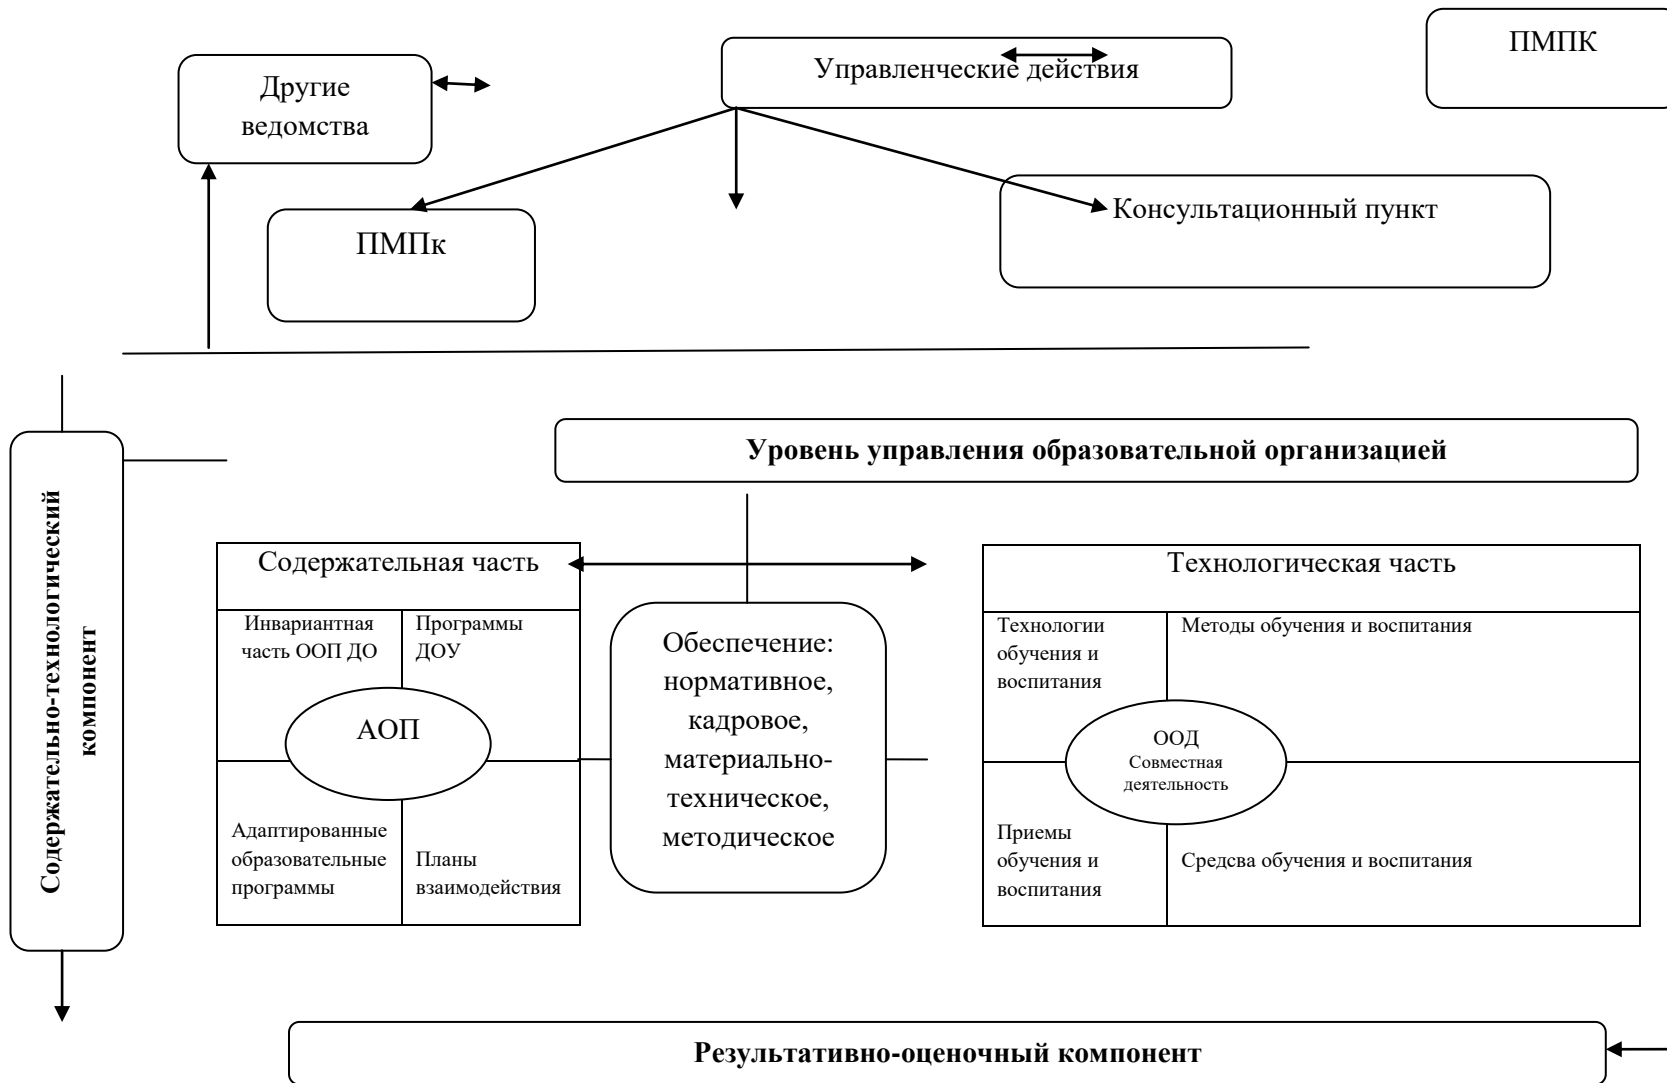 ПМПК
Другие
ведомства
Управленческие действия
ПМПк
Консультационный пункт
Уровень управления образовательной организацией
Содержательно-технологический
компонент
Содержательная часть
Инвариантная
часть ООП ДО
Программы
ДОУ
АОП
Адаптированные
образовательные
программы
Планы
взаимодействия
Обеспечение:
нормативное,
кадровое,
материально-
техническое,
методическое
Технологическая часть
Технологии
обучения и
воспитания
Методы обучения и воспитания
ООД
Совместная
деятельность
Приемы
обучения и
воспитания
Средсва обучения и воспитания
Результативно-оценочный компонент